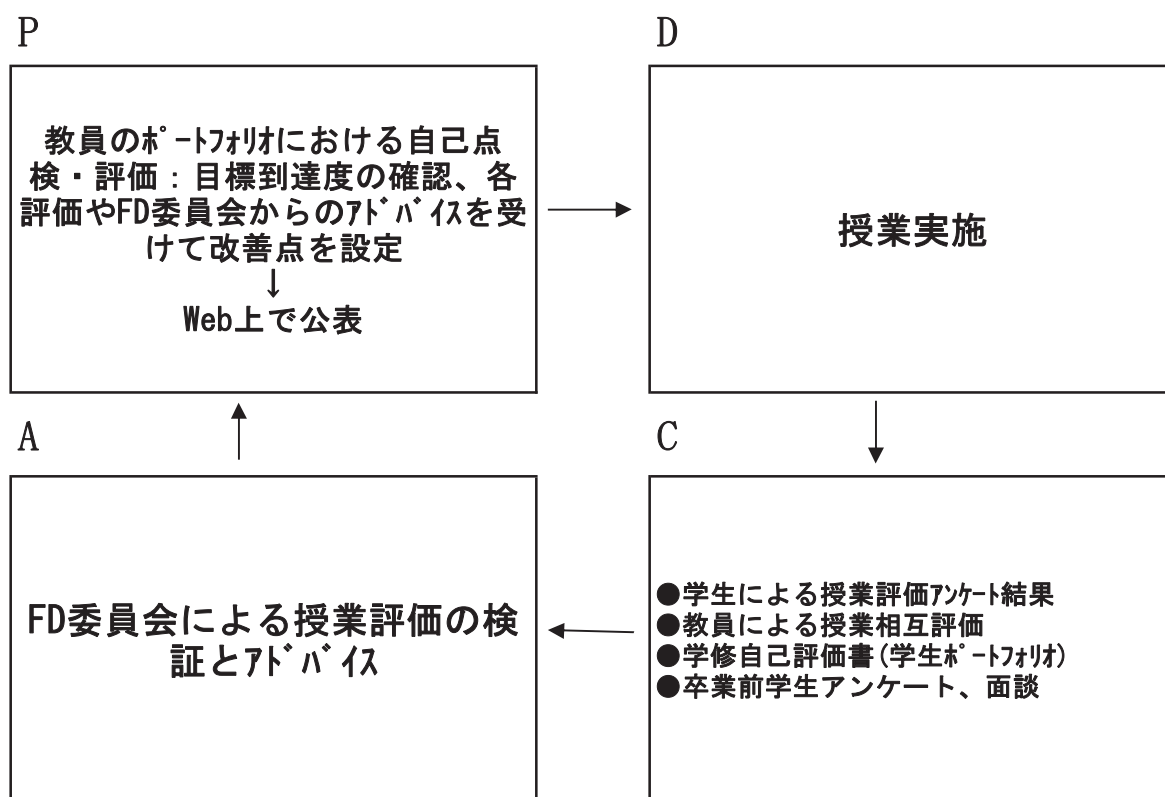 P
教員のﾎﾟｰﾄﾌｫﾘｵにおける自己点
検・評価：目標到達度の確認、各
評価やFD委員会からのｱﾄﾞﾊﾞｲｽを受
けて改善点を設定
↓
Web上で公表
D
授業実施
A
FD委員会による授業評価の検
証とｱﾄﾞﾊﾞｲｽ
C
●学生による授業評価ｱﾝｹｰﾄ結果
●教員による授業相互評価
●学修自己評価書(学生ﾎﾟｰﾄﾌｫﾘｵ)
●卒業前学生アンケート、面談